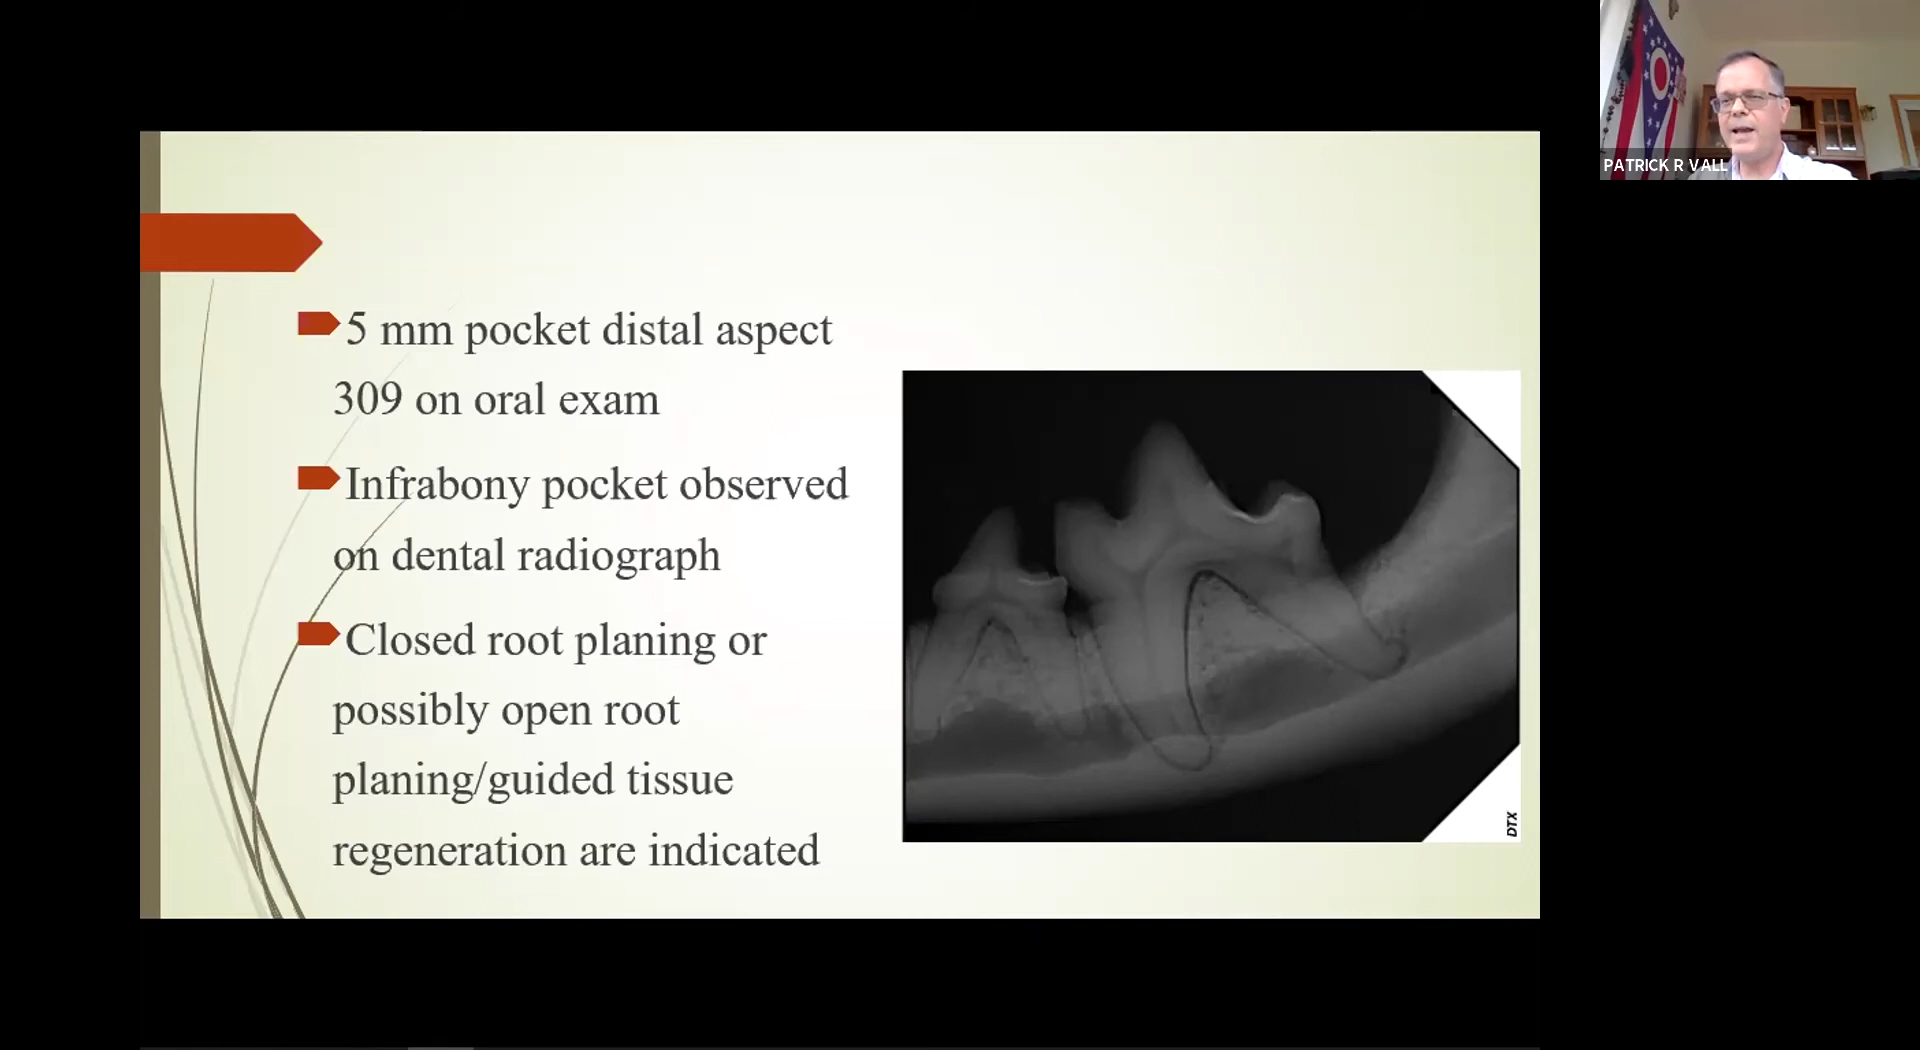 PATRICK R VALL
5 mm pocket distal aspect
309 on oral exam
Infrabony pocket observed
on dental radiograph
Closed root planing or
possibly open root
planing/guided tissue
regeneration are indicated
DTX